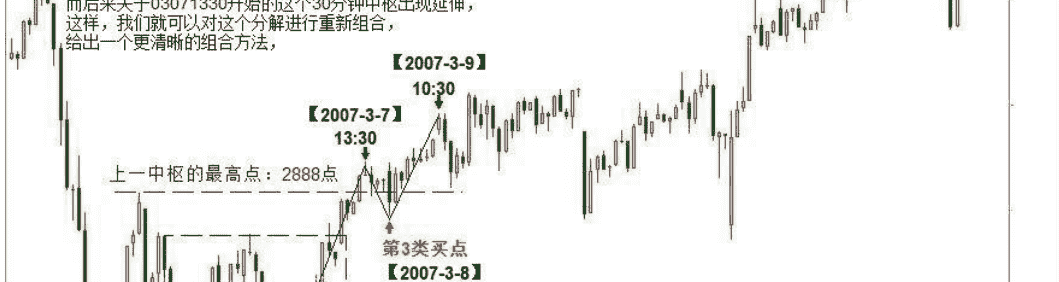 而后来关于03071330开始的这个30分钟中枢出现延伸，
这样，我们就可以对这个分解进行重新组合，
给出一个更清晰的组合方法，
【2007-3-9】
10:30
【2007-3-7】
13:30
上一中枢的最高点：2888点
第3类买点
【2007-3-8】